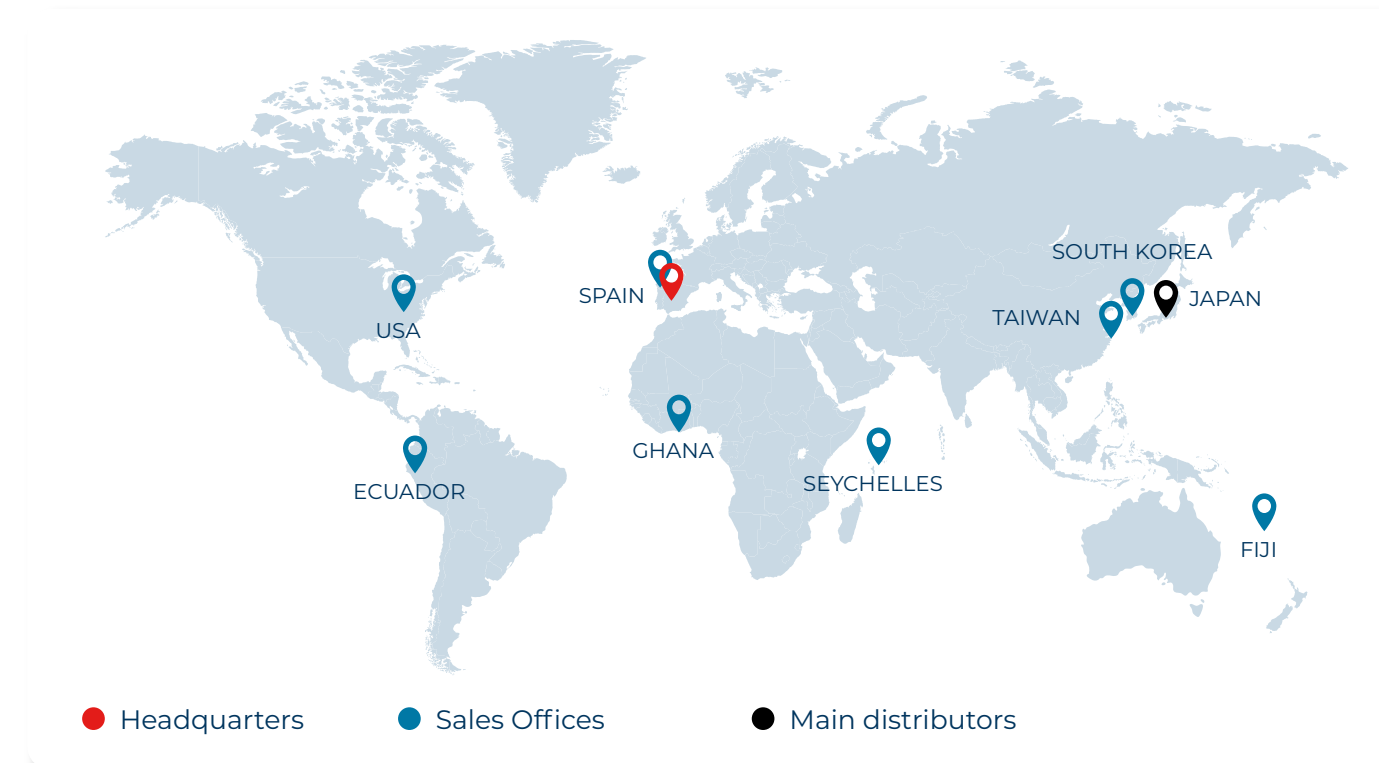 SOUTH KOREA
SPAIN
JAPAN
TAIWAN
USA
GHANA
SEYCHELLES
ECUADOR
FIJI
Headquarters
Sales Offices
Main distributors